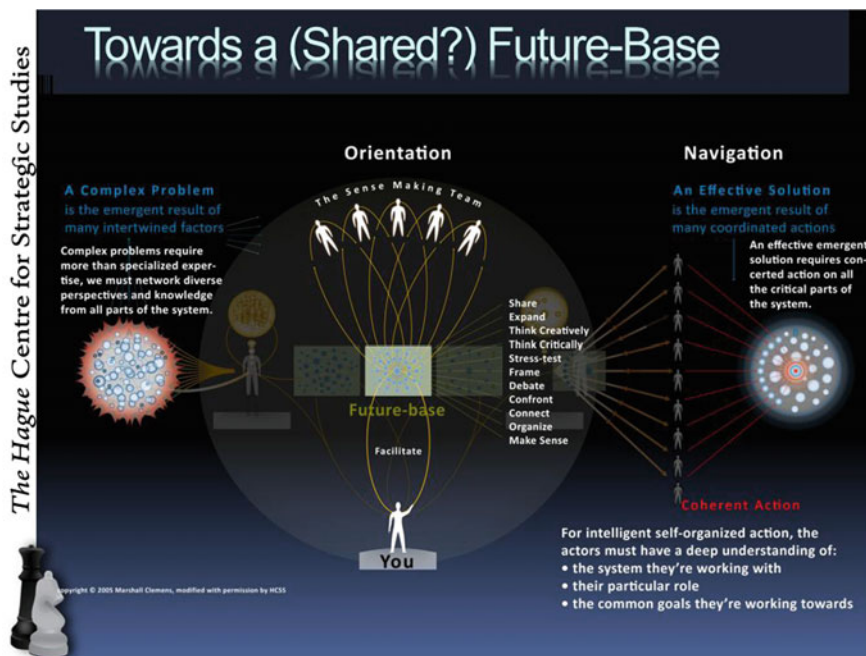 The Hague Centre for Strategic Studies
Towards a (Shared?) Future-Base
Orientation
Navigation
The Sense Making Team
A Complex Problem
is the emergent result of
many intertwined factors
Complex problems require
more than specialized exper-
tise, we must network diverse
perspectives and knowledge
from all parts of the system.
An Effective Solution
is the emergent result of
many coordinated actions
An effective emergent
solution requires con-
certed action on all
the critical parts
of the system.
Share
Expand
Think Creatively
Think Critically
Stress-test
Frame
Debate
Confront
Connect
Organize
Make Sense
Future-base
Facilitate
You
Coherent Action
For intelligent self-organized action, the
actors must have a deep understanding of:
• the system they're working with
• their particular role
• the common goals they're working towards
copyright © 2005 Marshall Clemens, modified with permission by HCSS